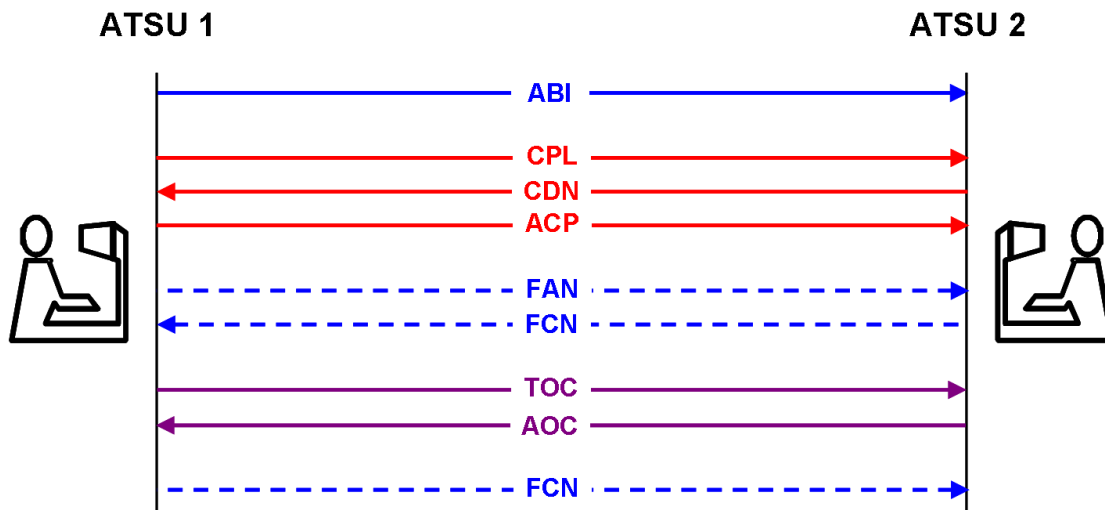 ATSU 1 ATSU 2
ABI
CPL
CDN
ACP
FAN
FCN
TOC
AOC
FCN